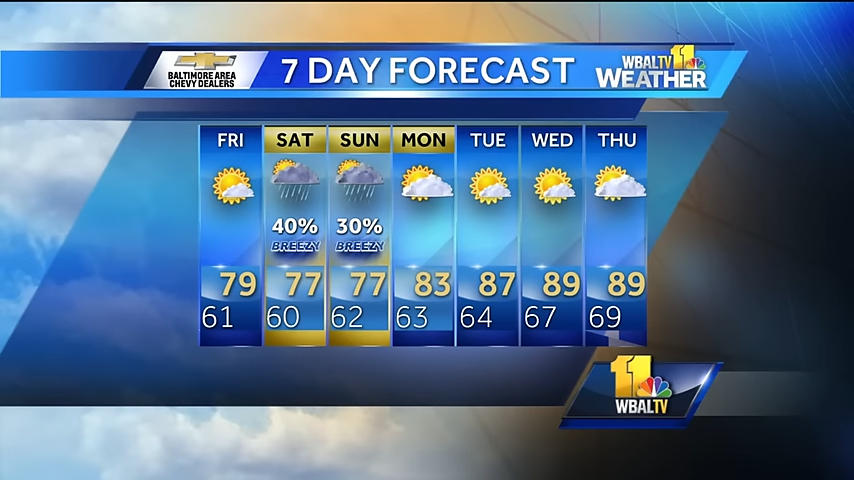 BALTIMORE AREA
CHEVY DEALERS
7 DAY FORECAST
WBALTV 11
WEATHER
FRI SAT SUN MON TUE WED THU
40% 30%
BREEZY BREEZY
79 77 77 83 87 89 89
61 60 62 63 64 67 69
11
WBALTV